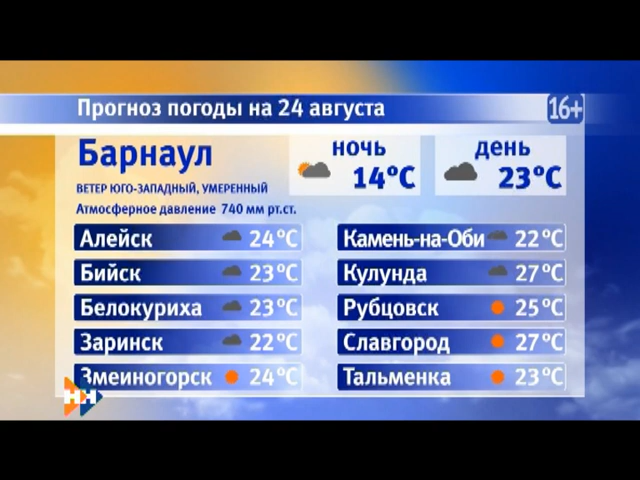 Прогноз погоды на 24 августа 16+
Барнаул
ВЕТЕР ЮГО-ЗАПАДНЫЙ, УМЕРЕННЫЙ
Атмосферное давление 740 мм рт.ст.
ночь 14°C
день 23°C
Алейск 24°C
Бийск 23°C
Белокуриха 23°C
Заринск 22°C
Змеиногорск 24°C
Камень-на-Оби 22°C
Кулунда 27°C
Рубцовск 25°C
Славгород 27°C
Тальменка 23°C
НН